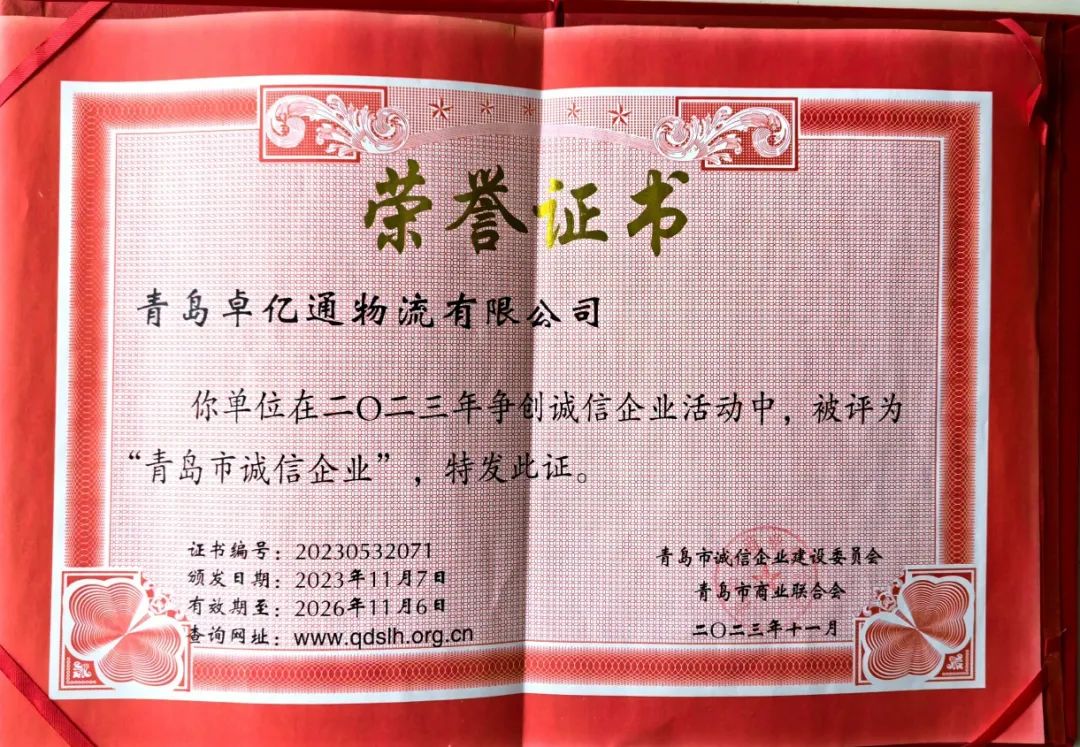 荣誉证书
青岛卓亿通物流有限公司
你单位在二〇二三年争创诚信企业活动中，被评为
“青岛市诚信企业”，特发此证。
证书编号：20230532071
颁发日期：2023年11月7日
有效期至：2026年11月6日
查询网址：www.qdslh.org.cn
青岛市诚信企业建设委员会
青岛市商业联合会
二〇二三年十一月